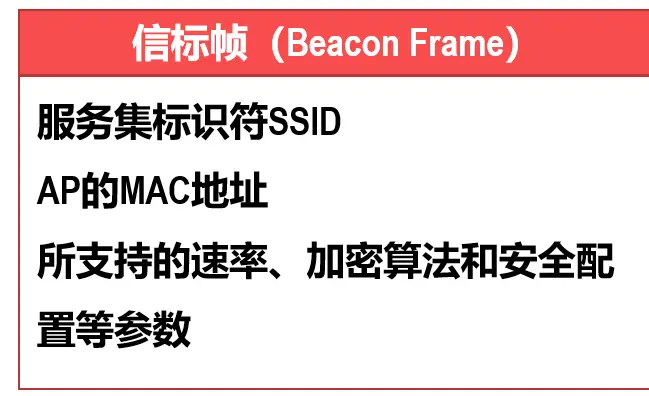 信标帧（Beacon Frame）
服务集标识符SSID
AP的MAC地址
所支持的速率、加密算法和安全配
置等参数